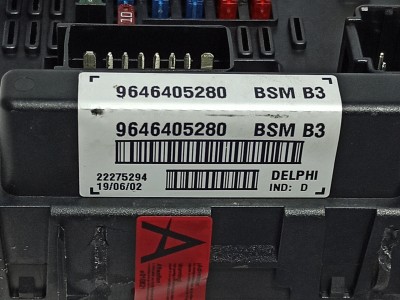 9646405280 BSM B3
9646405280 BSM B3
22275294 DELPHI
19/06/02 IND: D
A